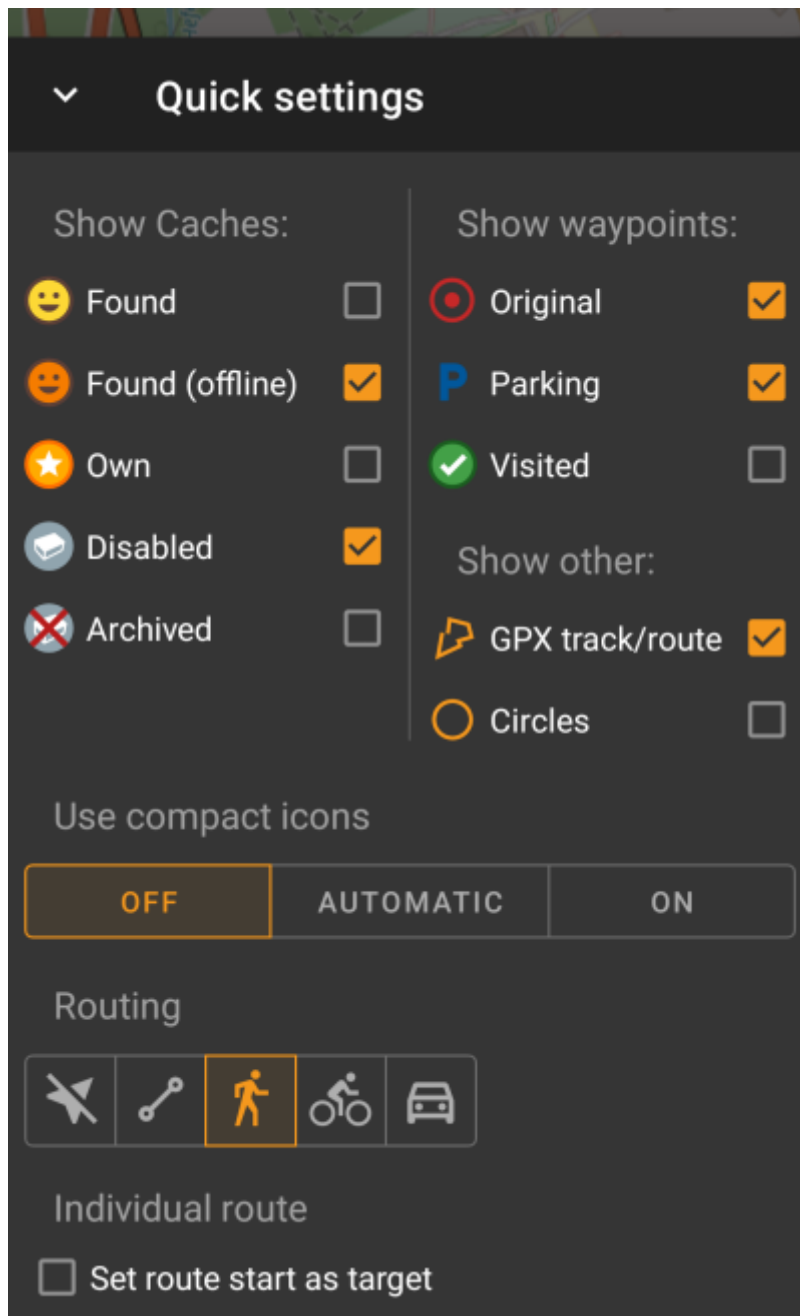 Quick settings
Show Caches:
Found
Found (offline)
Own
Disabled
Archived
Show waypoints:
Original
P Parking
Visited
Show other:
GPX track/route
Circles
Use compact icons
OFF AUTOMATIC ON
Routing
Individual route
Set route start as target